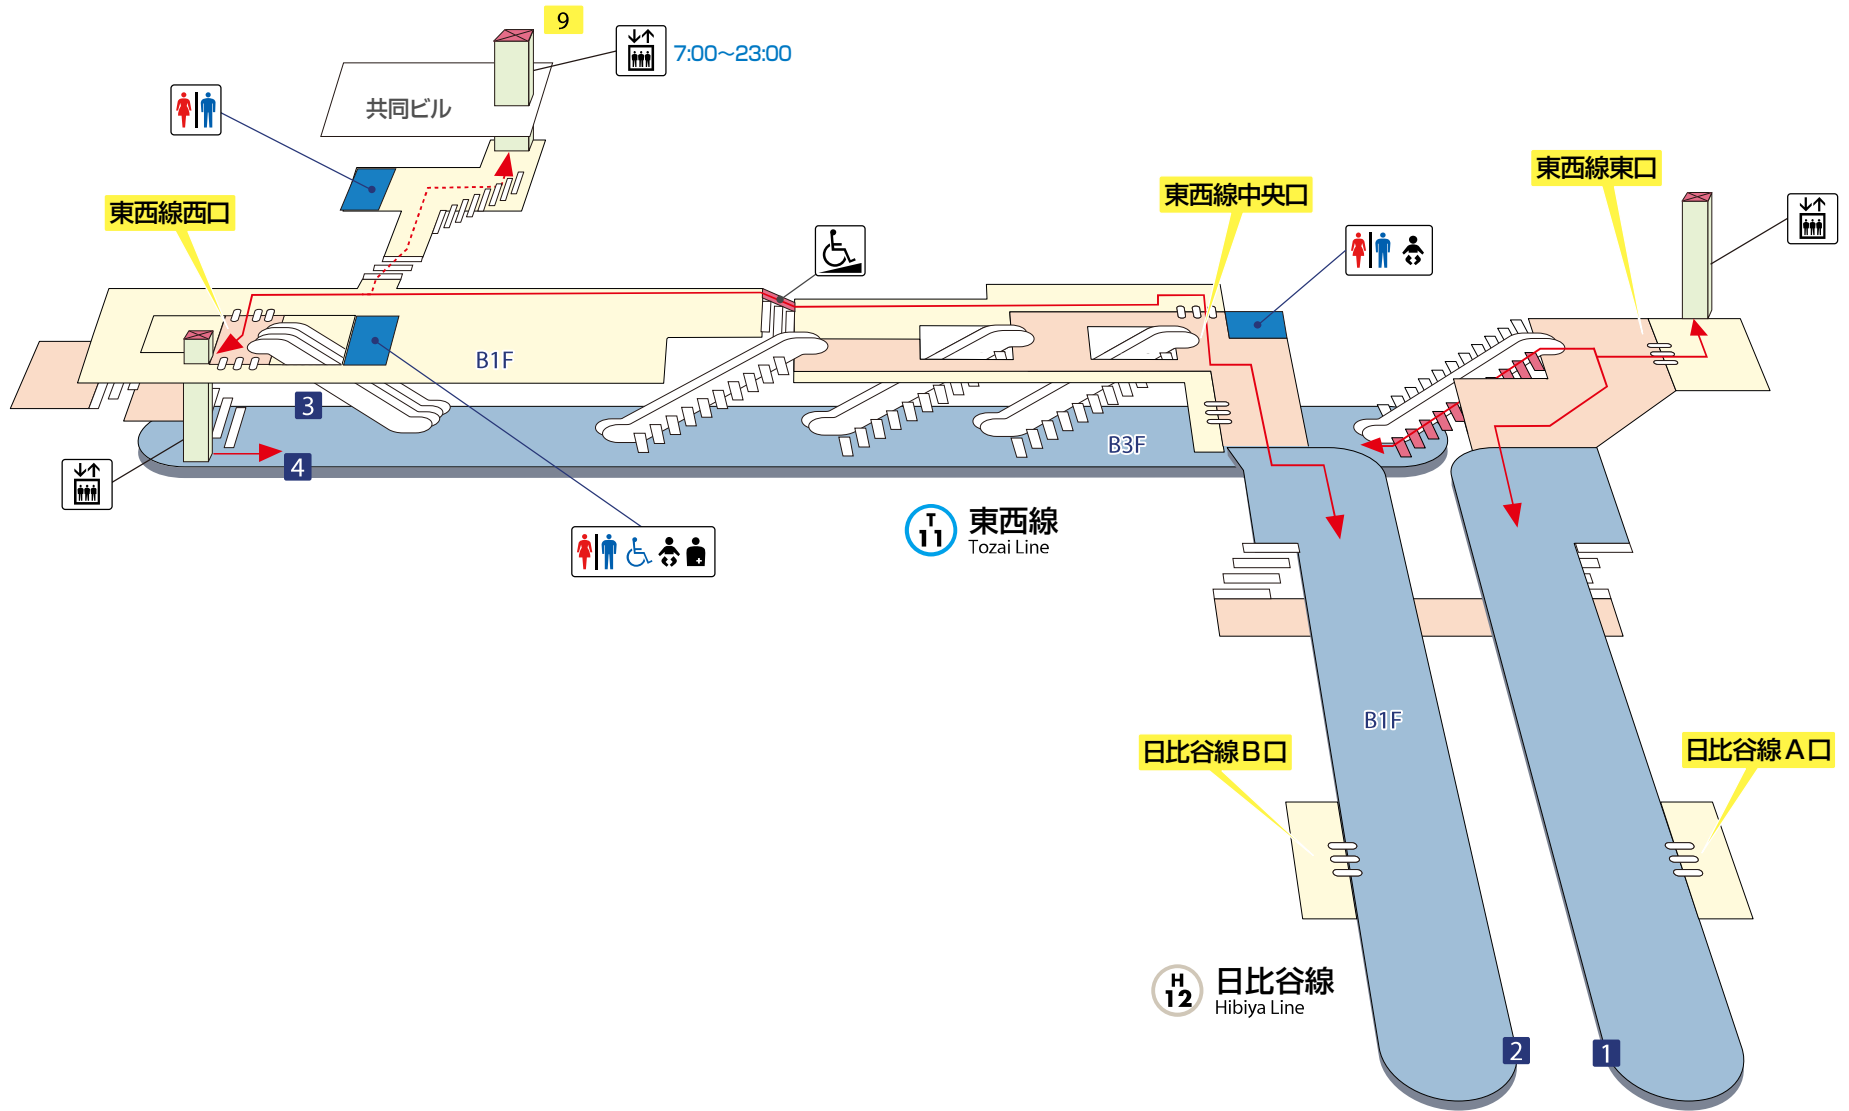 9
7:00～23:00
共同ビル
東西線東口
東西線中央口
東西線西口
B1F
3
B3F
4
T
11
東西線
Tozai Line
B1F
日比谷線B口
日比谷線A口
H
12
日比谷線
Hibiya Line
2
1